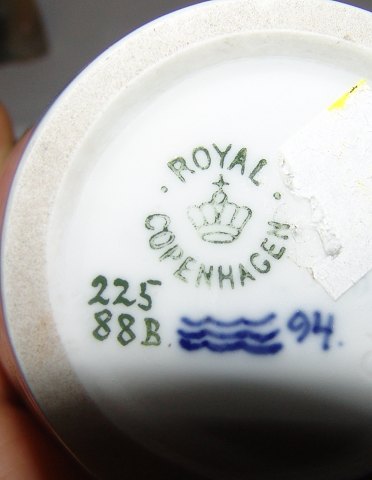 ROYAL
COPENHAGEN
225
88B. 94.